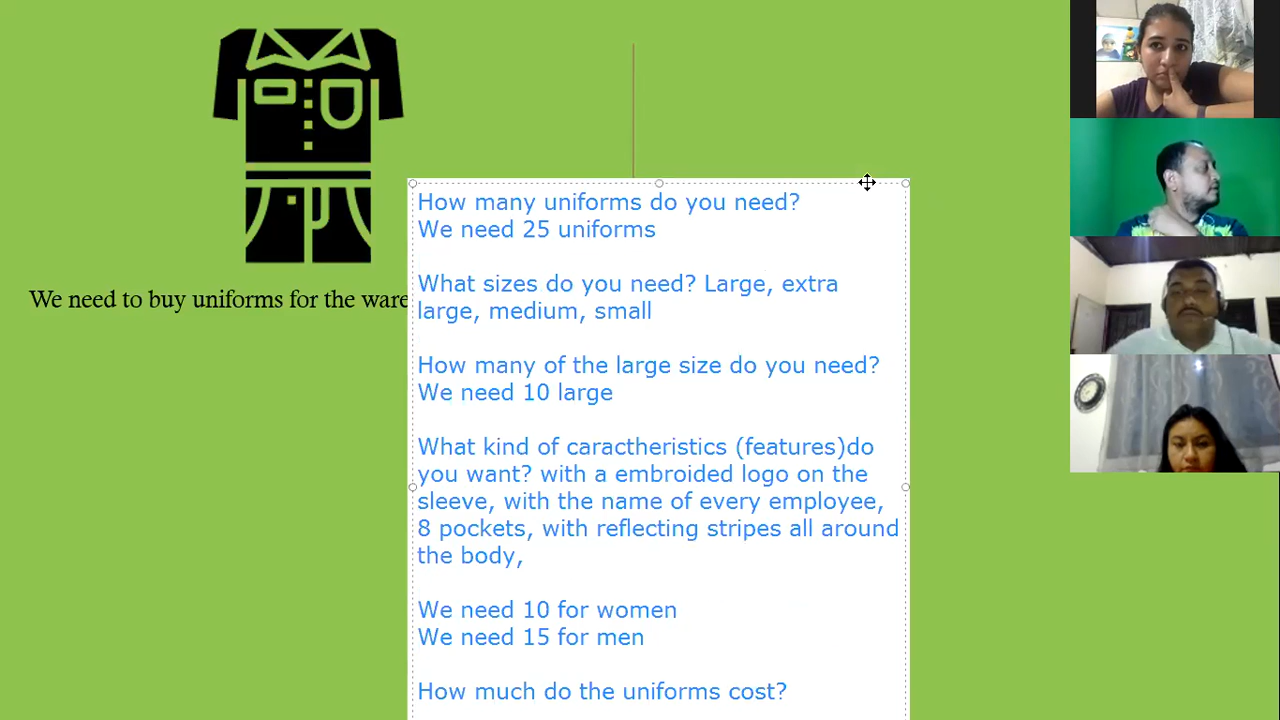 How many uniforms do you need?
We need 25 uniforms
What sizes do you need? Large, extra
large, medium, small
We need to buy uniforms for the ware
How many of the large size do you need?
We need 10 large
What kind of caractheristics (features)do
you want? with a embroided logo on the
sleeve, with the name of every employee,
8 pockets, with reflecting stripes all around
the body,
We need 10 for women
We need 15 for men
How much do the uniforms cost?